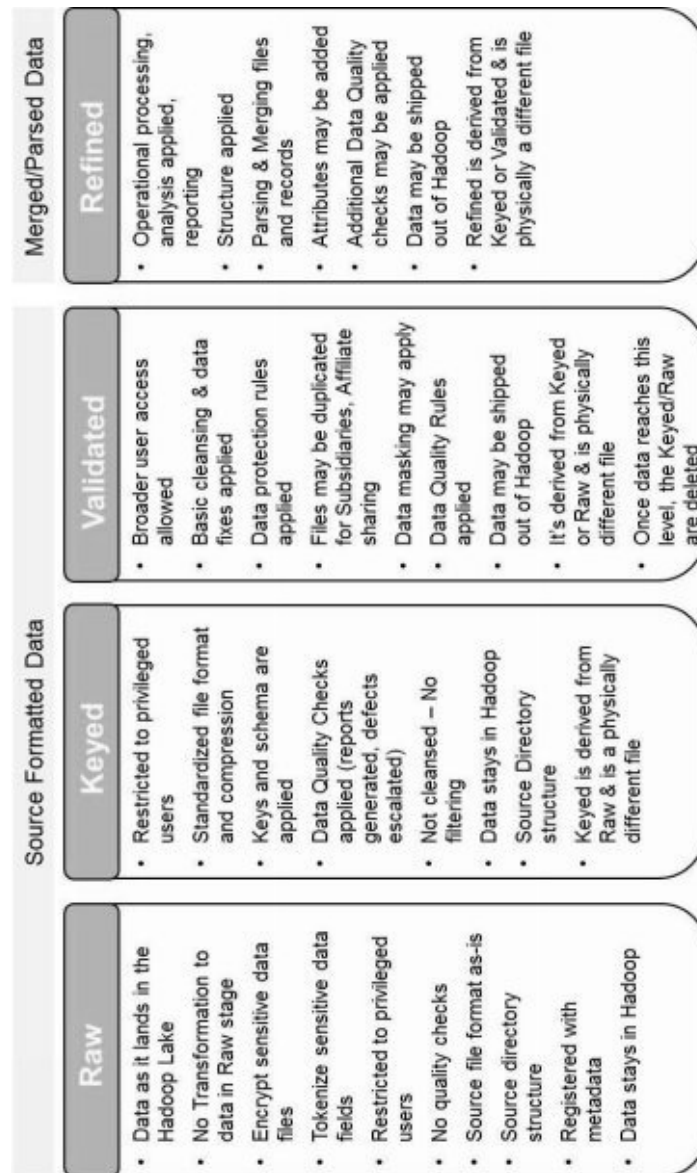 Source Formatted Data
Merged/Parsed Data
Raw
• Data as it lands in the
Hadoop Lake
• No Transformation to
data in Raw stage
• Encrypt sensitive data
files
• Tokenize sensitive data
fields
• Restricted to privileged
users
• No quality checks
• Source file format as-is
• Source directory
structure
• Registered with
metadata
• Data stays in Hadoop
Keyed
• Restricted to privileged
users
• Standardized file format
and compression
• Keys and schema are
applied
• Data Quality Checks
applied (reports
generated, defects
escalated)
• Not cleansed – No
filtering
• Data stays in Hadoop
• Source Directory
structure
• Keyed is derived from
Raw & is a physically
different file
Validated
• Broader user access
allowed
• Basic cleansing & data
fixes applied
• Data protection rules
applied
• Files may be duplicated
for Subsidiaries, Affiliate
sharing
• Data masking may apply
• Data Quality Rules
applied
• Data may be shipped
out of Hadoop
• It's derived from Keyed
or Raw & is physically
different file
• Once data reaches this
level, the Keyed/Raw
are deleted
Refined
• Operational processing,
analysis applied,
reporting
• Structure applied
• Parsing & Merging files
and records
• Attributes may be added
• Additional Data Quality
checks may be applied
• Data may be shipped
out of Hadoop
• Refined is derived from
Keyed or Validated & is
physically a different file